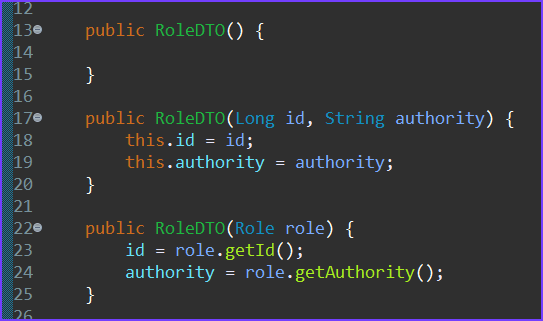 12
13 public RoleDTO() {
14
15 }
16
17 public RoleDTO(Long id, String authority) {
18 this.id = id;
19 this.authority = authority;
20 }
21
22 public RoleDTO(Role role) {
23 id = role.getId();
24 authority = role.getAuthority();
25 }
26